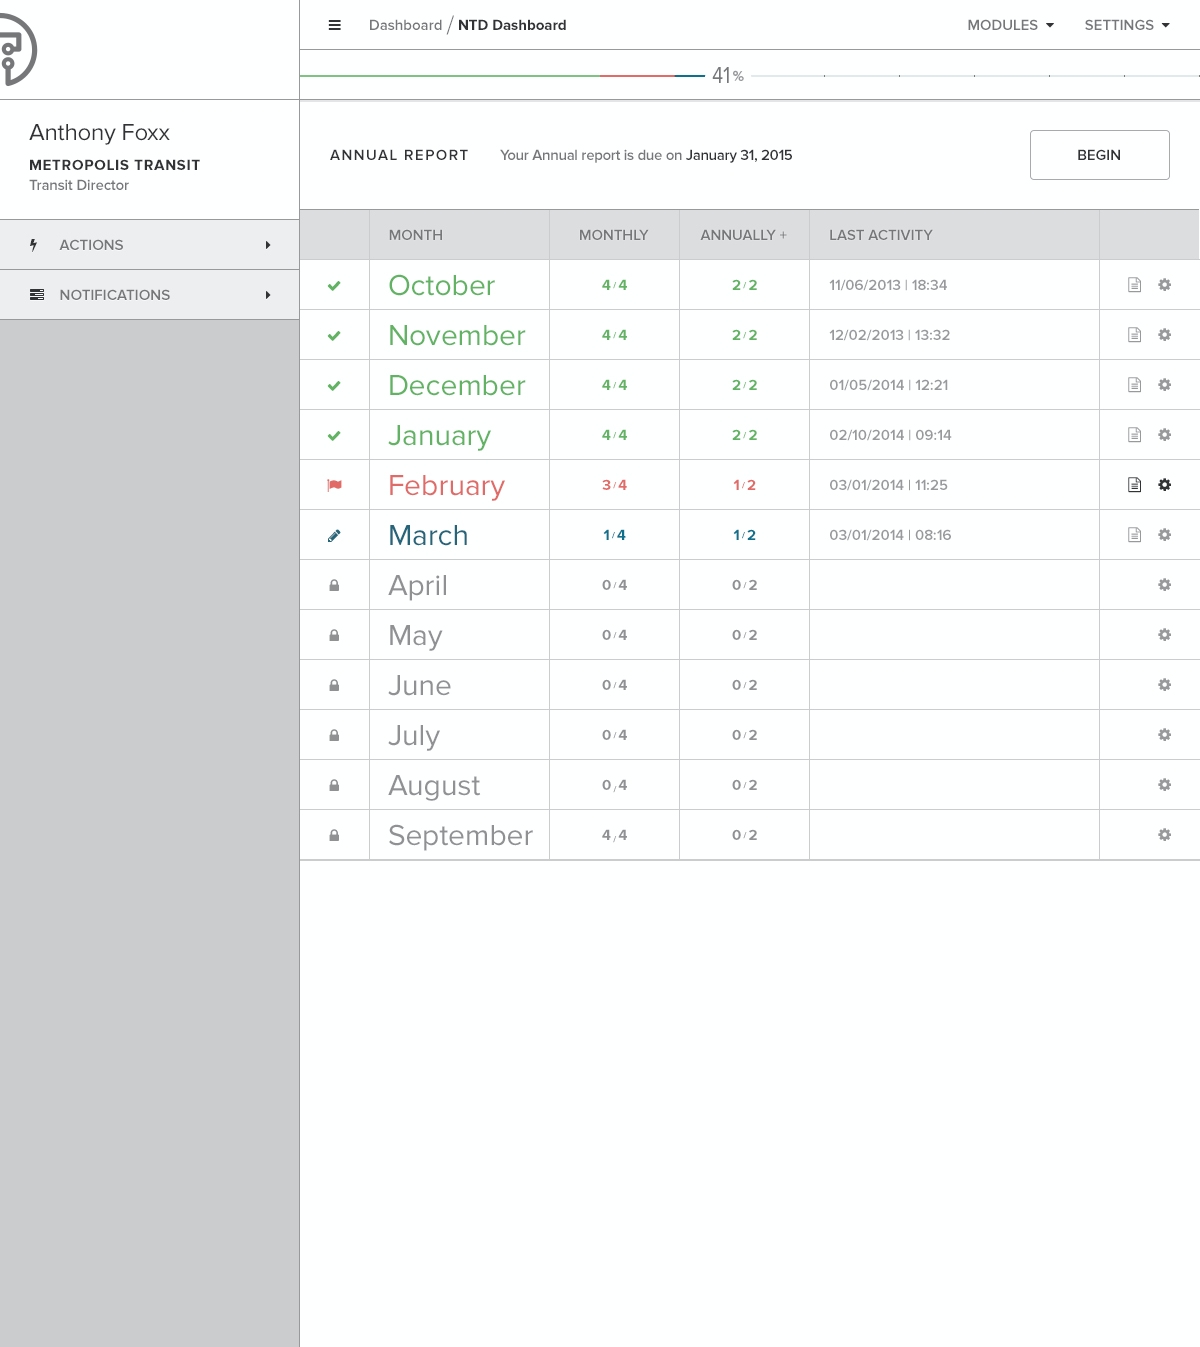 Dashboard / NTD Dashboard MODULES SETTINGS
41%
Anthony Foxx
METROPOLIS TRANSIT
Transit Director
ACTIONS
NOTIFICATIONS
ANNUAL REPORT Your Annual report is due on January 31, 2015 BEGIN
MONTH MONTHLY ANNUALLY + LAST ACTIVITY
October 4/4 2/2 11/06/2013 | 18:34
November 4/4 2/2 12/02/2013 | 13:32
December 4/4 2/2 01/05/2014 | 12:21
January 4/4 2/2 02/10/2014 | 09:14
February 3/4 1/2 03/01/2014 | 11:25
March 1/4 1/2 03/01/2014 | 08:16
April 0/4 0/2
May 0/4 0/2
June 0/4 0/2
July 0/4 0/2
August 0/4 0/2
September 4/4 0/2